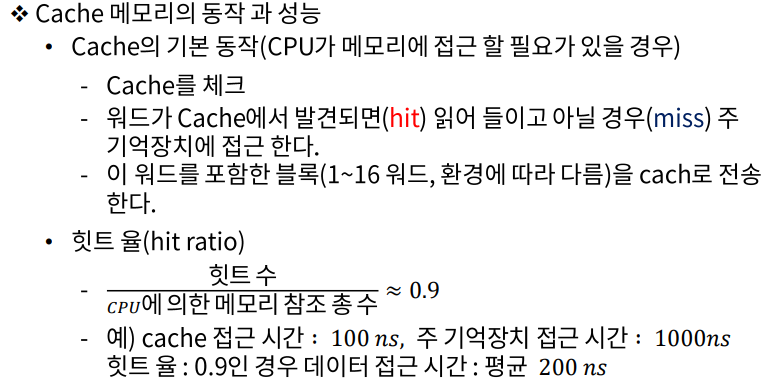 ❖ Cache 메모리의 동작 과 성능
• Cache의 기본 동작(CPU가 메모리에 접근 할 필요가 있을 경우)
- Cache를 체크
- 워드가 Cache에서 발견되면(hit) 읽어 들이고 아닐 경우(miss) 주
기억장치에 접근 한다.
- 이 워드를 포함한 블록(1~16 워드, 환경에 따라 다름)을 cach로 전송
한다.
• 힛트 율(hit ratio)
힛트 수
- CPU에 의한 메모리 참조 총 수 ≈ 0.9
- 예) cache 접근 시간 : 100 ns, 주 기억장치 접근 시간 : 1000ns
힛트 율 : 0.9인 경우 데이터 접근 시간 : 평균 200 ns